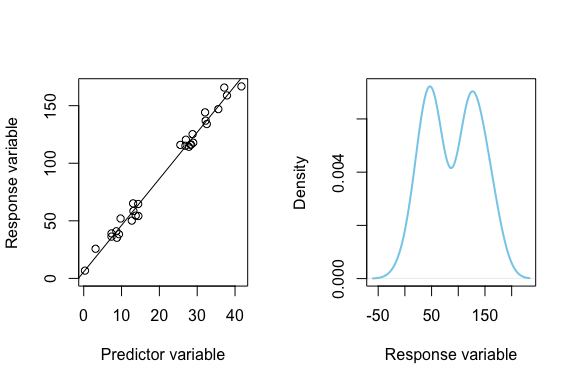 Response variable
0 50 100 150
0 10 20 30 40
Predictor variable
Density
0.000 0.004
-50 50 150
Response variable